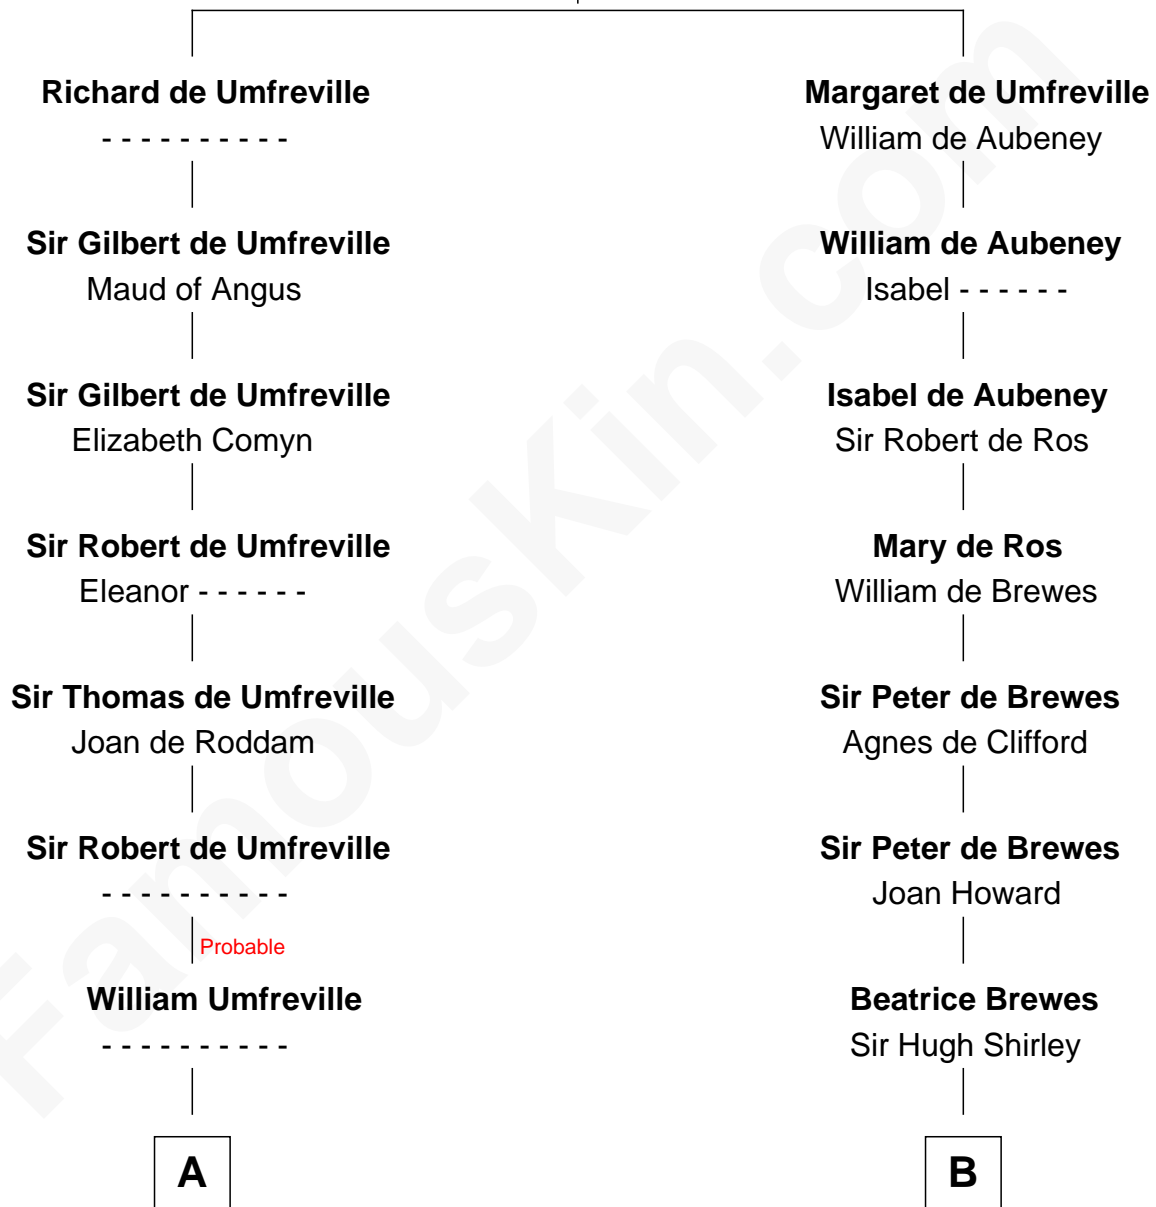 Richard de Umfreville
- - - - - - - - - -
Sir Gilbert de Umfreville
Maud of Angus
Sir Gilbert de Umfreville
Elizabeth Comyn
Sir Robert de Umfreville
Eleanor - - - - - -
Sir Thomas de Umfreville
Joan de Roddam
Sir Robert de Umfreville
- - - - - - - - - -
Probable
William Umfreville
- - - - - - - - - -
A
Margaret de Umfreville
William de Aubeney
William de Aubeney
Isabel - - - - - -
Isabel de Aubeney
Sir Robert de Ros
Mary de Ros
William de Brewes
Sir Peter de Brewes
Agnes de Clifford
Sir Peter de Brewes
Joan Howard
Beatrice Brewes
Sir Hugh Shirley
B
FamousKin.com